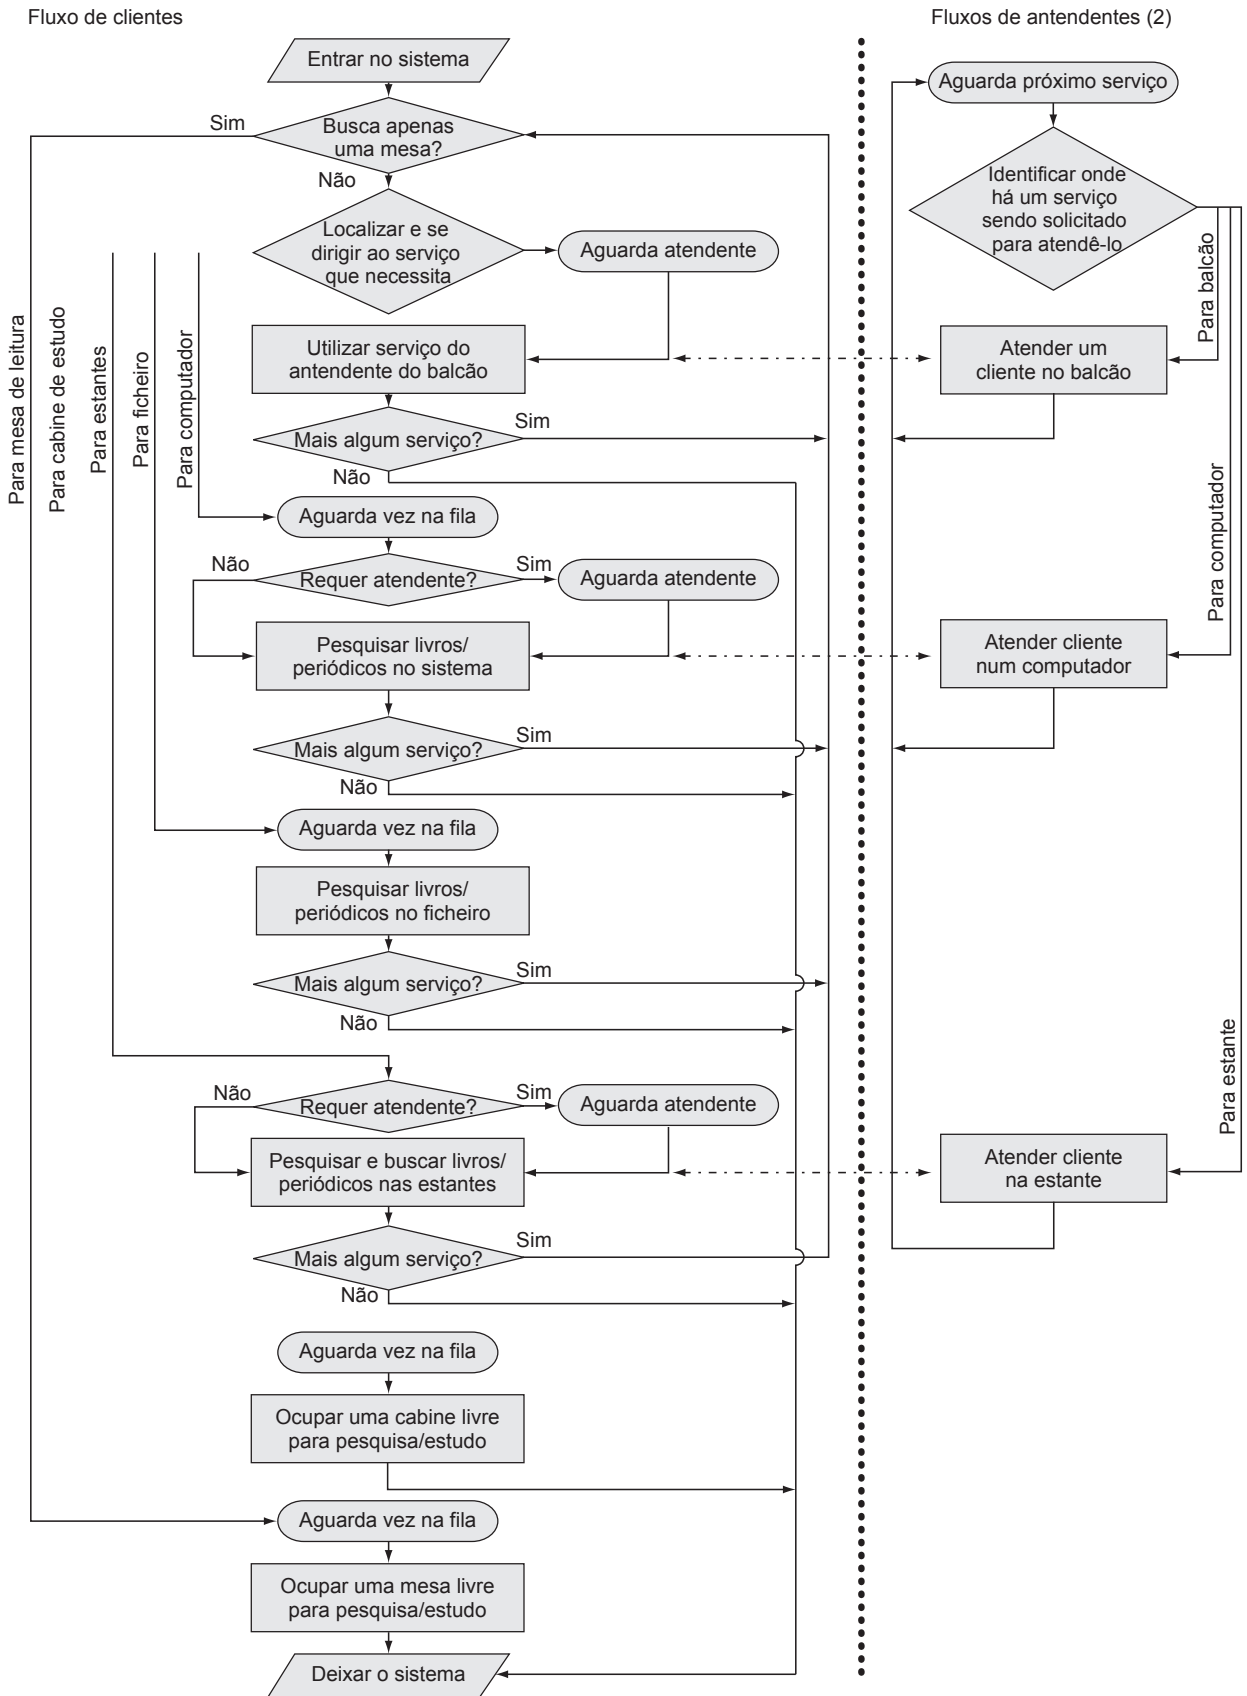 Fluxo de clientes
Fluxos de antendentes (2)
Entrar no sistema
Aguarda próximo serviço
Sim
Busca apenas
uma mesa?
Não
Identificar onde
há um serviço
sendo solicitado
para atendê-lo
Localizar e se
dirigir ao serviço
que necessita
Aguarda atendente
Para mesa de leitura
Para cabine de estudo
Para estantes
Para ficheiro
Para computador
Para balcão
Para computador
Para estante
Utilizar serviço do
antendente do balcão
Atender um
cliente no balcão
Mais algum serviço?
Sim
Não
Aguarda vez na fila
Não
Requer atendente?
Sim
Aguarda atendente
Pesquisar livros/
periódicos no sistema
Atender cliente
num computador
Mais algum serviço?
Sim
Não
Aguarda vez na fila
Pesquisar livros/
periódicos no ficheiro
Mais algum serviço?
Sim
Não
Não
Requer atendente?
Sim
Aguarda atendente
Pesquisar e buscar livros/
periódicos nas estantes
Atender cliente
na estante
Mais algum serviço?
Sim
Não
Aguarda vez na fila
Ocupar uma cabine livre
para pesquisa/estudo
Aguarda vez na fila
Ocupar uma mesa livre
para pesquisa/estudo
Deixar o sistema